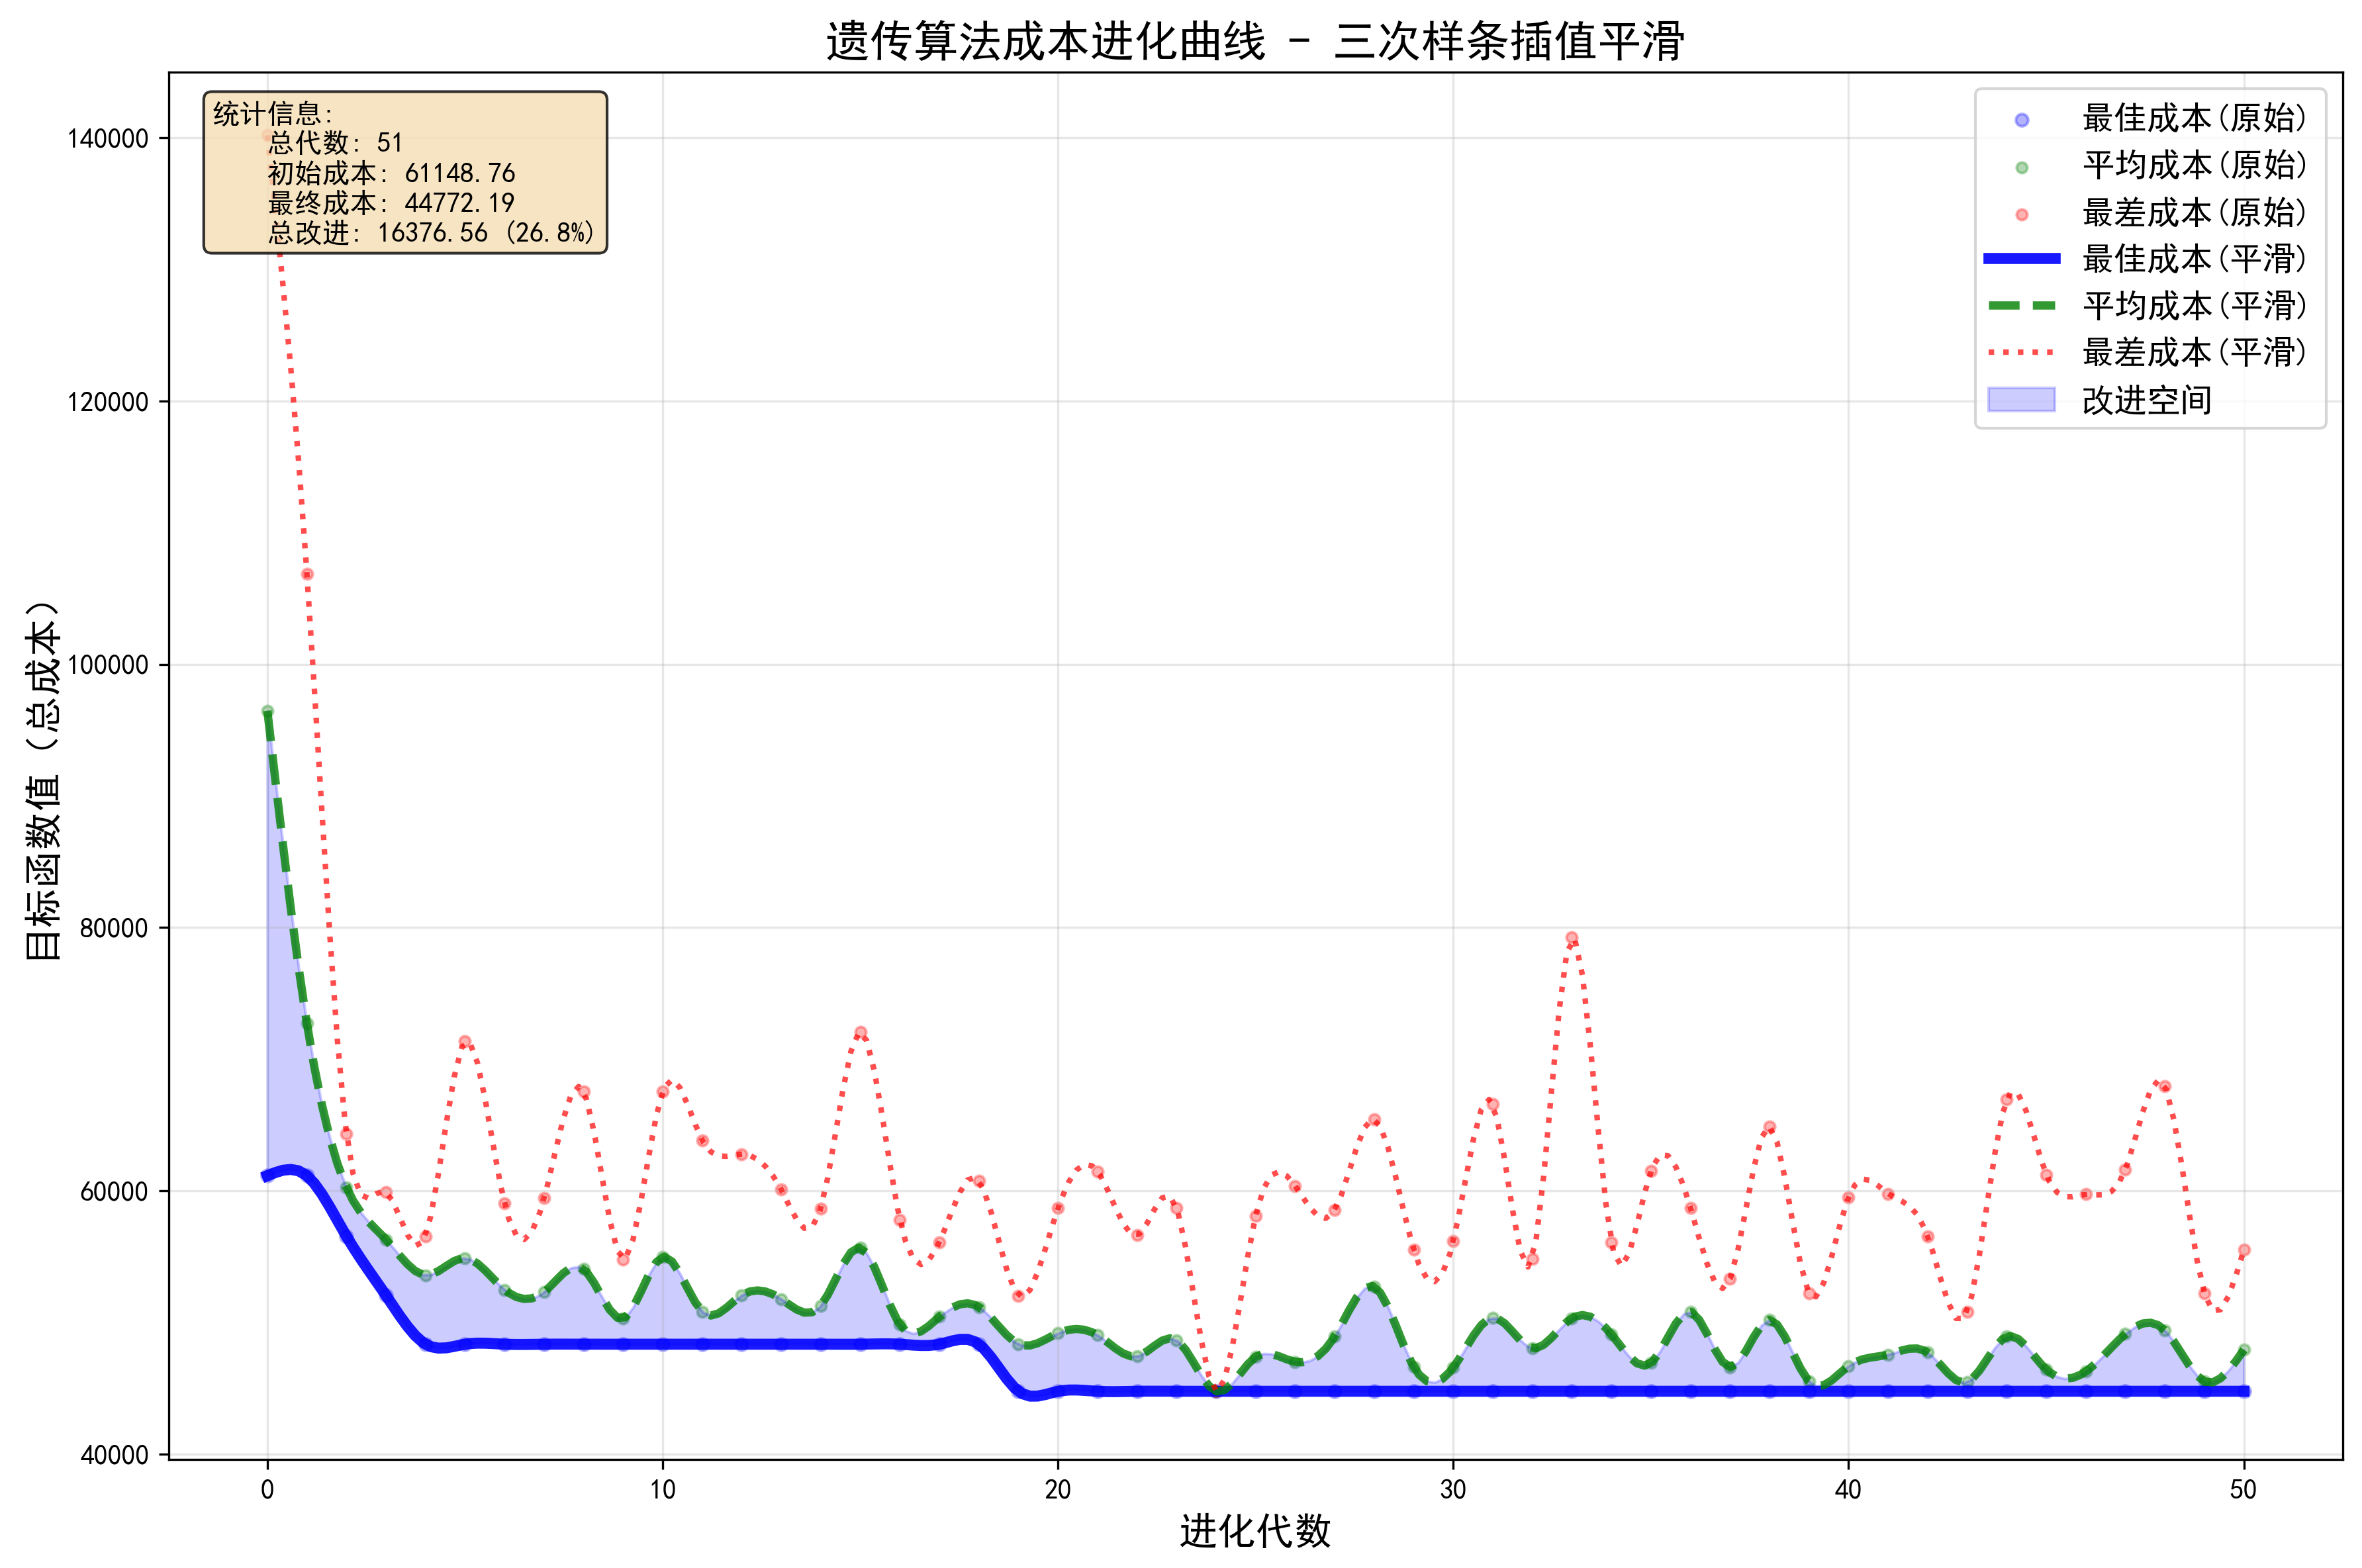 遗传算法成本进化曲线 - 三次样条插值平滑
统计信息:
总代数: 51
初始成本: 61148.76
最终成本: 44772.19
总改进: 16376.56 (26.8%)
最佳成本(原始)
平均成本(原始)
最差成本(原始)
最佳成本(平滑)
平均成本(平滑)
最差成本(平滑)
改进空间
目标函数值（总成本）
140000
120000
100000
80000
60000
40000
0
10
20
30
40
50
进化代数